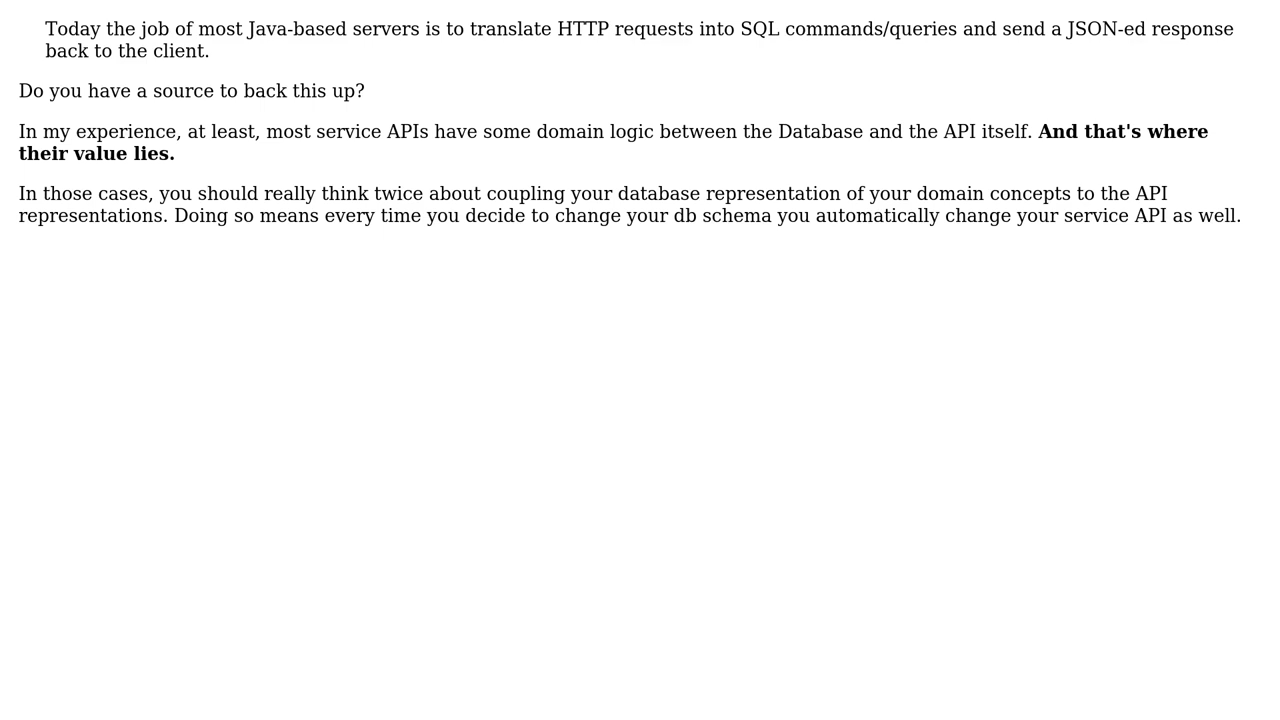 Today the job of most Java-based servers is to translate HTTP requests into SQL commands/queries and send a JSON-ed response
back to the client.
Do you have a source to back this up?
In my experience, at least, most service APIs have some domain logic between the Database and the API itself. And that's where
their value lies.
In those cases, you should really think twice about coupling your database representation of your domain concepts to the API
representations. Doing so means every time you decide to change your db schema you automatically change your service API as well.